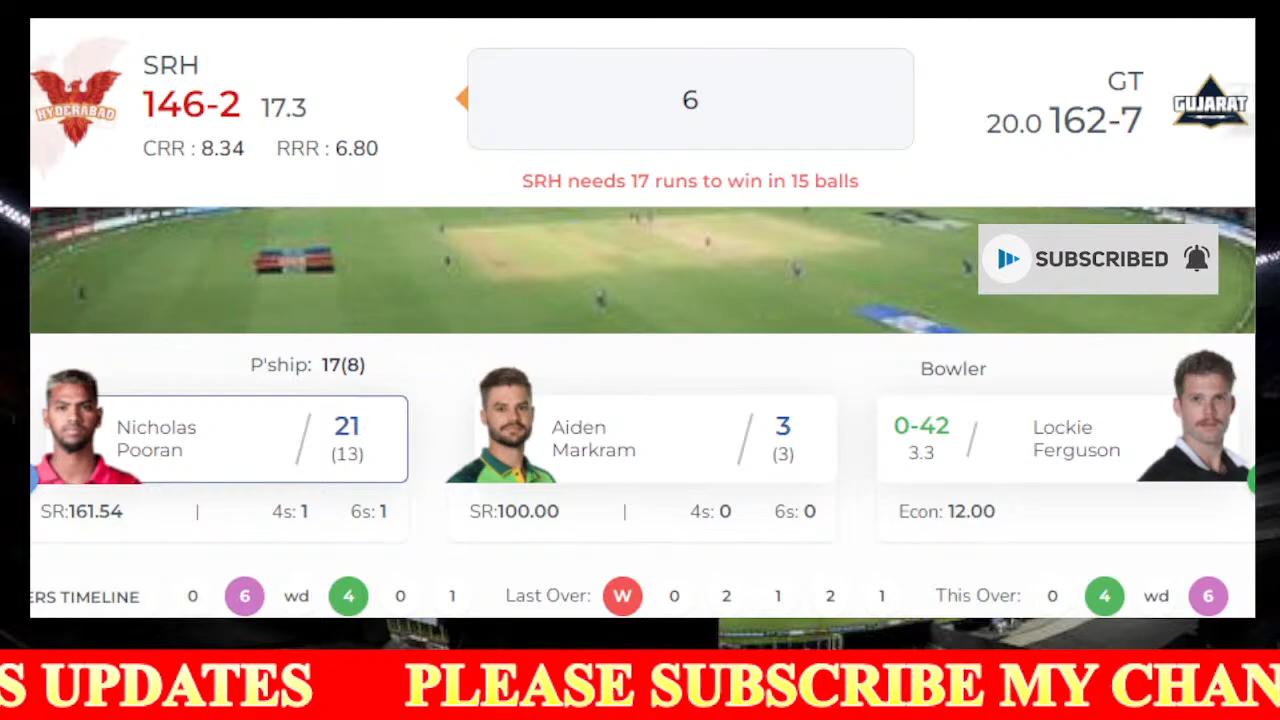 SRH
146-2 17.3
CRR : 8.34 RRR : 6.80
HYDERABAD
6
SRH needs 17 runs to win in 15 balls
GT
20.0 162-7
GUJARAT
SUBSCRIBED
P'ship: 17(8)
Nicholas Pooran
21
(13)
SR:161.54 | 4s: 1 6s: 1
Aiden Markram
3
(3)
SR:100.00 | 4s: 0 6s: 0
Bowler
0-42
3.3
Lockie Ferguson
Econ: 12.00
ERS TIMELINE 0 6 wd 4 0 1 Last Over: W 0 2 1 2 1 This Over: 0 4 wd 6
S UPDATES PLEASE SUBSCRIBE MY CHAN